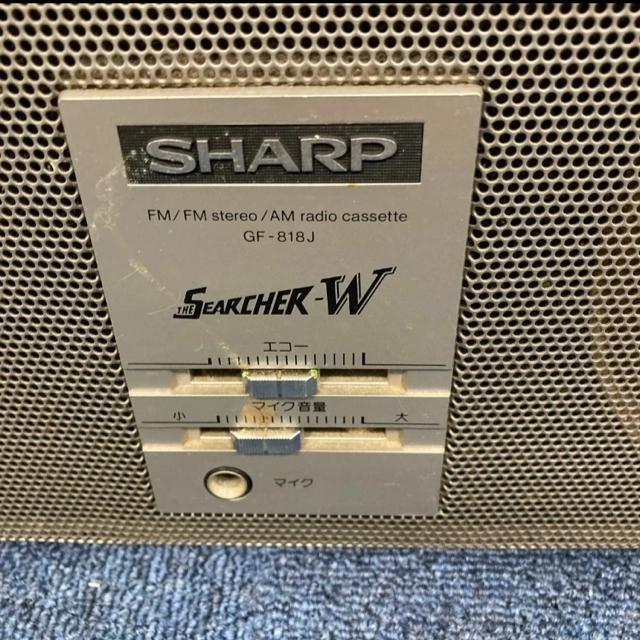 SHARP
FM/FM stereo/AM radio cassette
GF-818J
THE SEARCHER-W
エコー
マイク音量
小 大
マイク